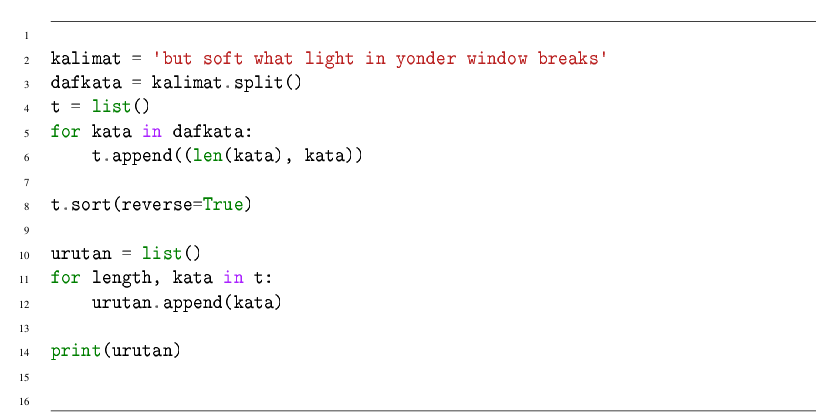 1
2 kalimat = 'but soft what light in yonder window breaks'
3 dafkata = kalimat.split()
4 t = list()
5 for kata in dafkata:
6     t.append((len(kata), kata))
7
8 t.sort(reverse=True)
9
10 urutan = list()
11 for length, kata in t:
12     urutan.append(kata)
13
14 print(urutan)
15
16